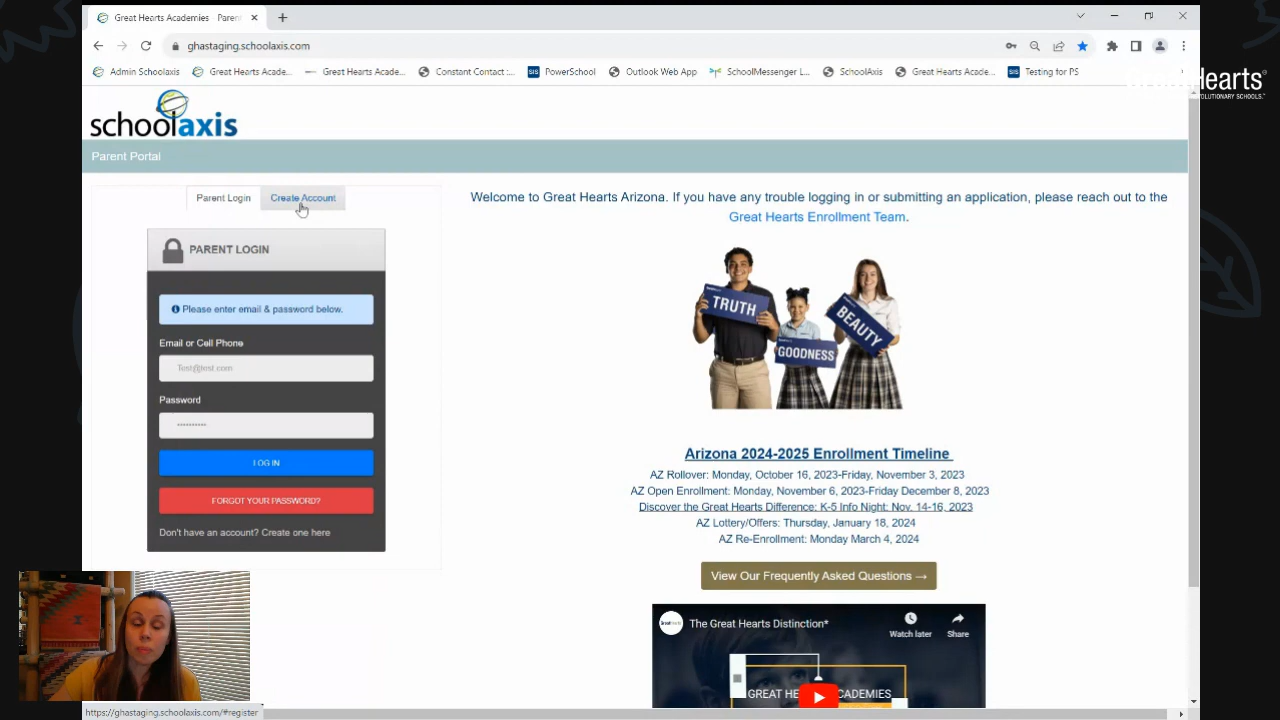 Great Hearts Academies Paren
ghastaging.schoolaxis.com
Admin Schoolaxis
Great Hearts Acade...
Great Hearts Acade...
Constant Contact :...
SIS PowerSchool
Outlook Web App
SchoolMessenger L...
SchoolAxis
Great Hearts Acade...
SIS Testing for PS
schoolaxis
Parent Portal
Parent Login
Create Account
PARENT LOGIN
Please enter email & password below.
Email or Cell Phone
Test@test.com
Password
LOG IN
FORGOT YOUR PASSWORD?
Don't have an account? Create one here
Welcome to Great Hearts Arizona. If you have any trouble logging in or submitting an application, please reach out to the
Great Hearts Enrollment Team.
TRUTH
GOODNESS
BEAUTY
Arizona 2024-2025 Enrollment Timeline
AZ Rollover: Monday, October 16, 2023-Friday, November 3, 2023
AZ Open Enrollment: Monday, November 6, 2023-Friday December 8, 2023
Discover the Great Hearts Difference: K-5 Info Night: Nov. 14-16, 2023
AZ Lottery/Offers: Thursday, January 18, 2024
AZ Re-Enrollment: Monday March 4, 2024
View Our Frequently Asked Questions →
The Great Hearts Distinction*
Watch later
Share
GREAT HE ACADEMIES
https://ghastaging.schoolaxis.com/#register